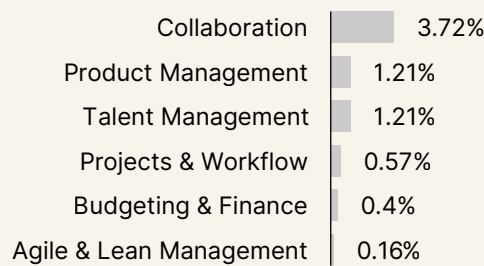 Collaboration 3.72%
Product Management 1.21%
Talent Management 1.21%
Projects & Workflow 0.57%
Budgeting & Finance 0.4%
Agile & Lean Management 0.16%